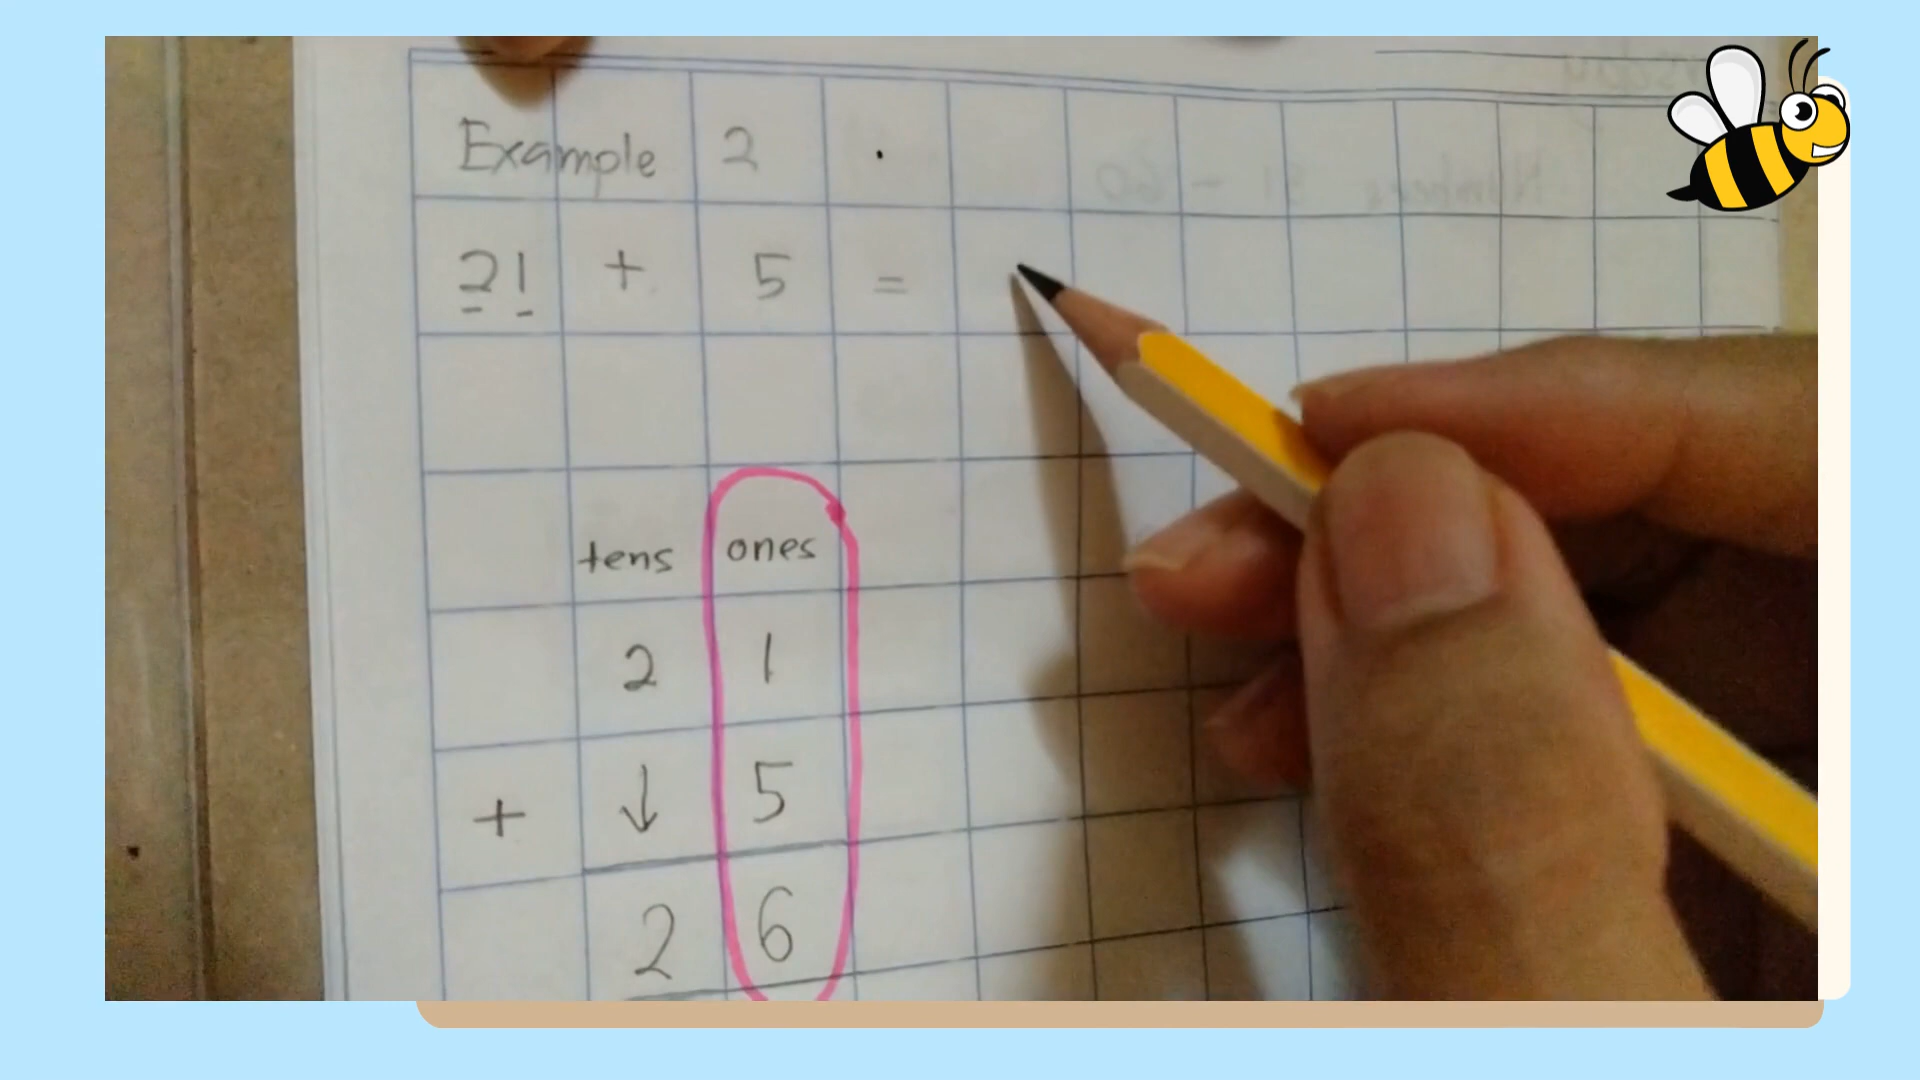 Example 2 .
21 + 5 =
tens ones
2 1
+ ↓ 5
2 6